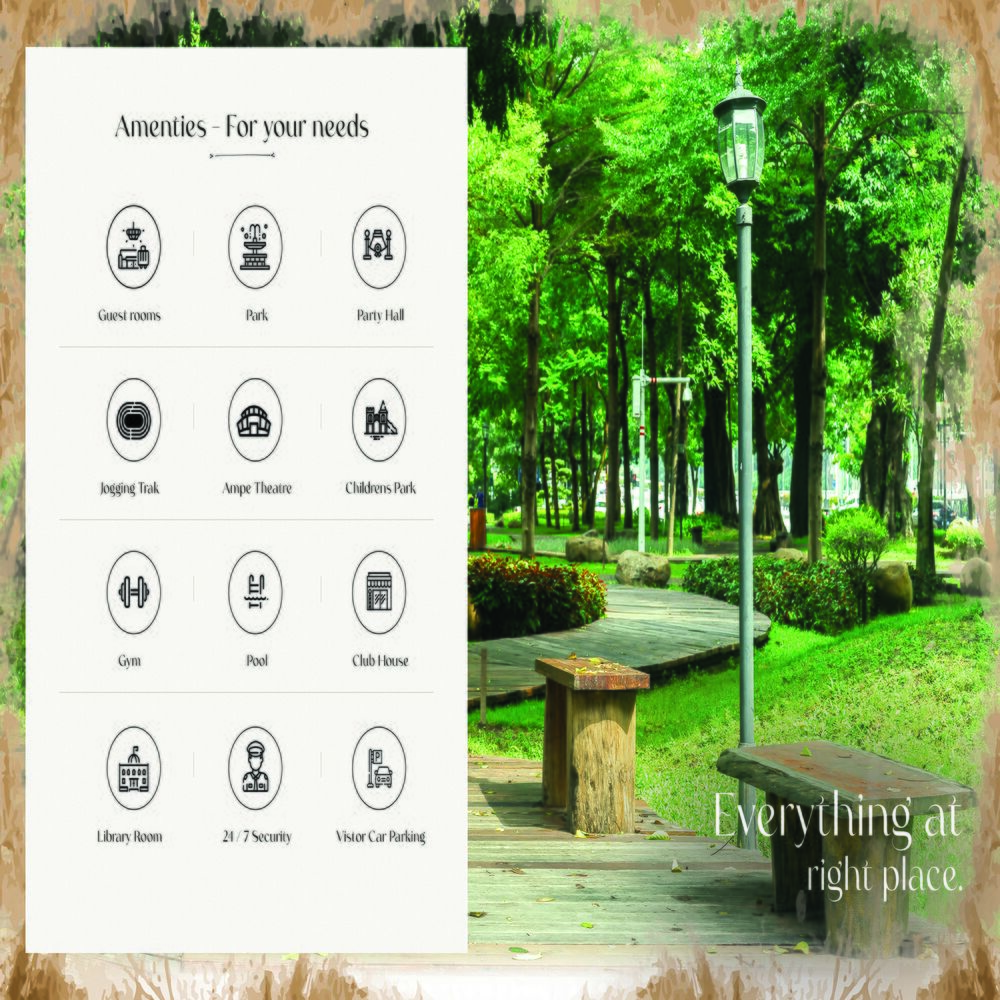 Amenties - For your needs
Guest rooms
Park
Party Hall
Jogging Trak
Ampe Theatre
Childrens Park
Gym
Pool
Club House
Library Room
24 / 7 Security
Vistor Car Parking
Everything at
right place.